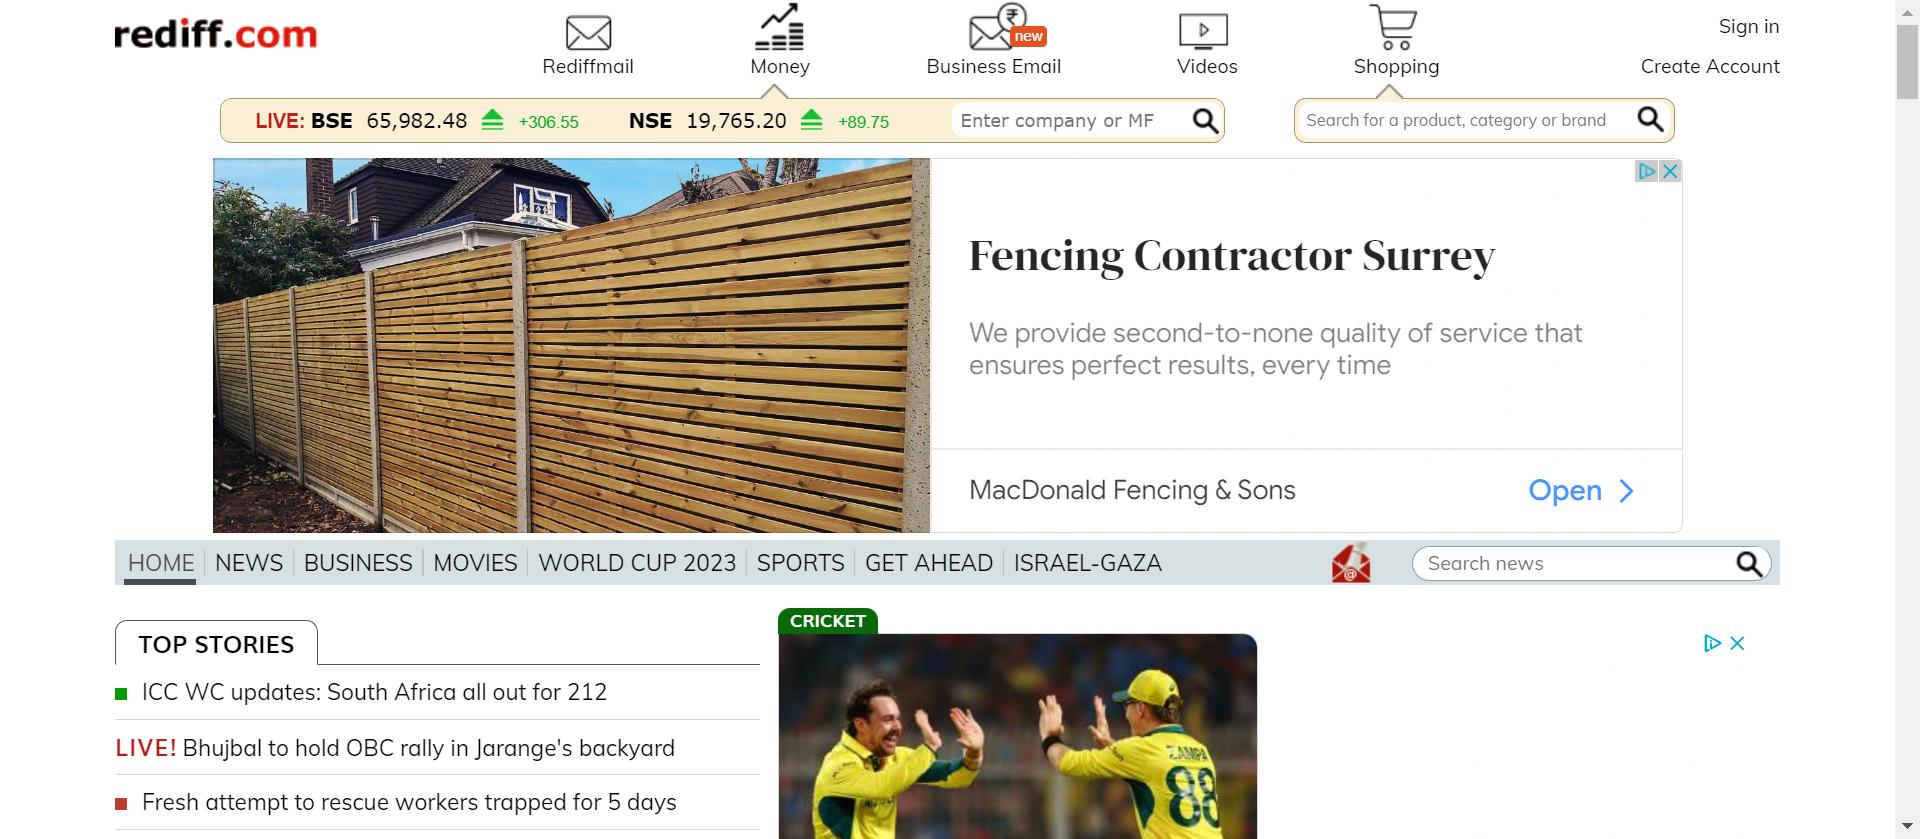 rediff.com
Rediffmail
Money
new
Business Email
Videos
Shopping
Sign in
Create Account
LIVE: BSE 65,982.48 +306.55 NSE 19,765.20 +89.75
Enter company or MF
Search for a product, category or brand
Fencing Contractor Surrey
We provide second-to-none quality of service that
ensures perfect results, every time
MacDonald Fencing & Sons
Open
HOME NEWS BUSINESS MOVIES WORLD CUP 2023 SPORTS GET AHEAD ISRAEL-GAZA
Search news
TOP STORIES
ICC WC updates: South Africa all out for 212
LIVE! Bhujbal to hold OBC rally in Jarange's backyard
Fresh attempt to rescue workers trapped for 5 days
CRICKET
ZAMPA
88